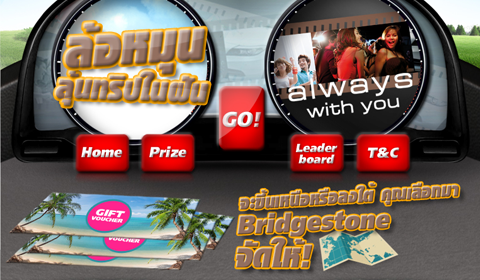 ล้อหมุน
ลุ้นทริปในฝัน
always
with you
GO!
Home
Prize
Leader
board
T&C
GIFT
VOUCHER
จะขึ้นเหนือหรือลงใต้ คุณเลือกมา
Bridgestone
จัดให้!